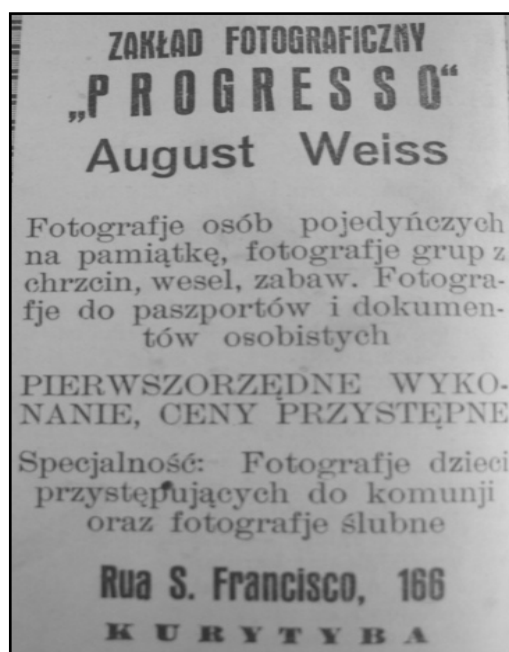 ZAKŁAD FOTOGRAFICZNY
„PROGRESSO“
August Weiss
Fotografje osób pojedyńczych
na pamiątkę, fotografje grup z
chrzcin, wesel, zabaw. Fotogra-
fje do paszportów i dokumen-
tów osobistych
PIERWSZORZĘDNE WYKO-
NANIE, CENY PRZYSTĘPNE
Specjalność: Fotografje dzieci
przystępujących do komunji
oraz fotografje ślubne
Rua S. Francisco, 166
KURYTYBA